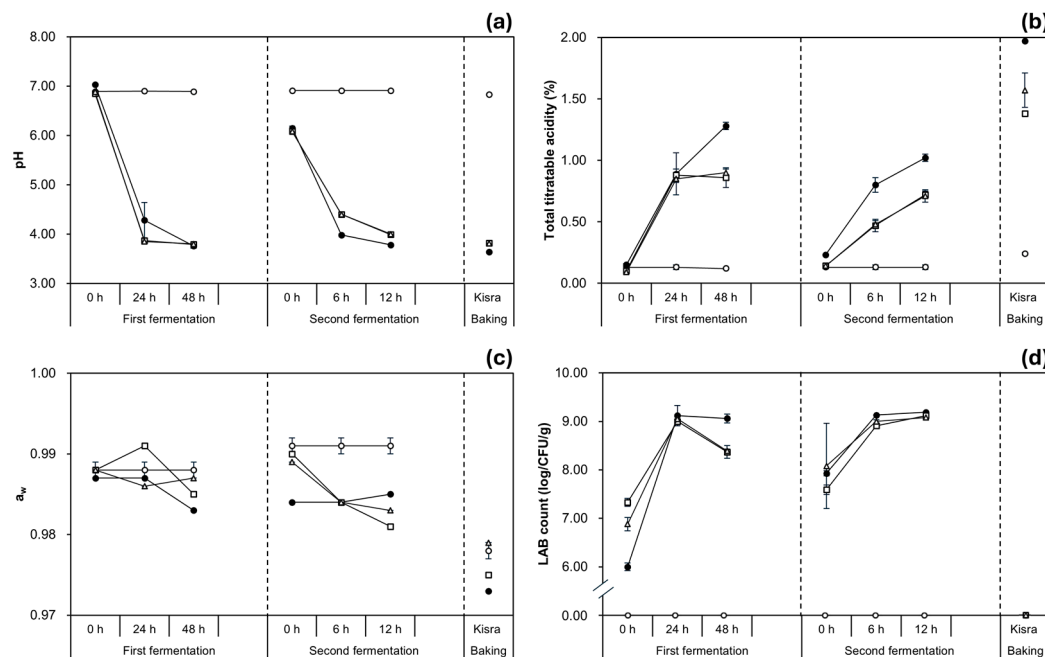 (a)
8.00
7.00
6.00
5.00
4.00
3.00
pH
0 h 24 h 48 h 0 h 6 h 12 h Kisra
First fermentation Second fermentation Baking
(b)
2.00
1.50
1.00
0.50
0.00
Total titratable acidity (%)
0 h 24 h 48 h 0 h 6 h 12 h Kisra
First fermentation Second fermentation Baking
(c)
1.00
0.99
0.98
0.97
aw
0 h 24 h 48 h 0 h 6 h 12 h Kisra
First fermentation Second fermentation Baking
(d)
10.00
9.00
8.00
7.00
6.00
0.00
LAB count (log/CFU/g)
0 h 24 h 48 h 0 h 6 h 12 h Kisra
First fermentation Second fermentation Baking